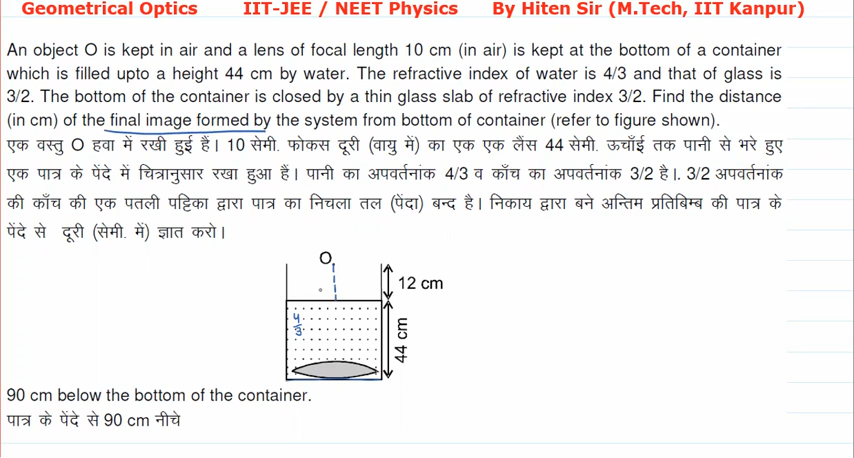 Geometrical Optics IIT-JEE / NEET Physics By Hiten Sir (M.Tech, IIT Kanpur)
An object O is kept in air and a lens of focal length 10 cm (in air) is kept at the bottom of a container
which is filled upto a height 44 cm by water. The refractive index of water is 4/3 and that of glass is
3/2. The bottom of the container is closed by a thin glass slab of refractive index 3/2. Find the distance
(in cm) of the final image formed by the system from bottom of container (refer to figure shown).
एक वस्तु O हवा में रखी हुई हैं। 10 सेमी. फोकस दूरी (वायु में) का एक एक लैंस 44 सेमी. ऊचाँई तक पानी से भरे हुए
एक पात्र के पेंदे में चित्रानुसार रखा हुआ हैं। पानी का अपवर्तनांक 4/3 व काँच का अपवर्तनांक 3/2 है।. 3/2 अपवर्तनांक
की काँच की एक पतली पट्टिका द्वारा पात्र का निचला तल (पेंदा) बन्द है। निकाय द्वारा बने अन्तिम प्रतिबिम्ब की पात्र के
पेंदे से दूरी (सेमी. में) ज्ञात करो।
O
12 cm
4/3
44 cm
90 cm below the bottom of the container.
पात्र के पेंदे से 90 cm नीचे